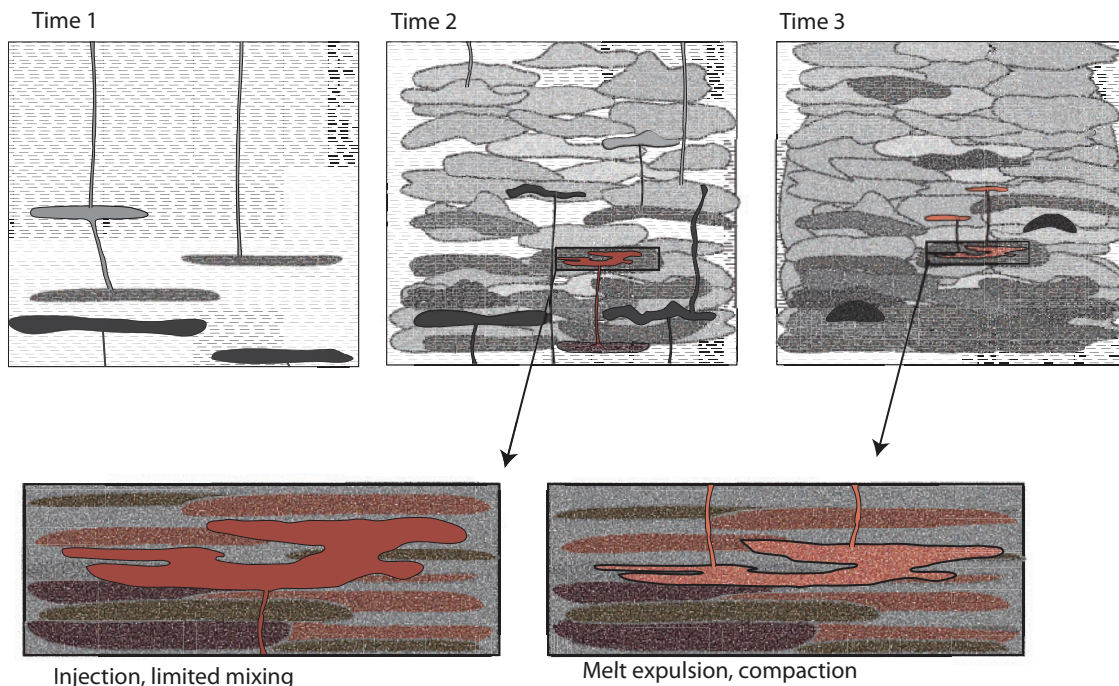 Time 1
Time 2
Time 3
Injection, limited mixing
Melt expulsion, compaction